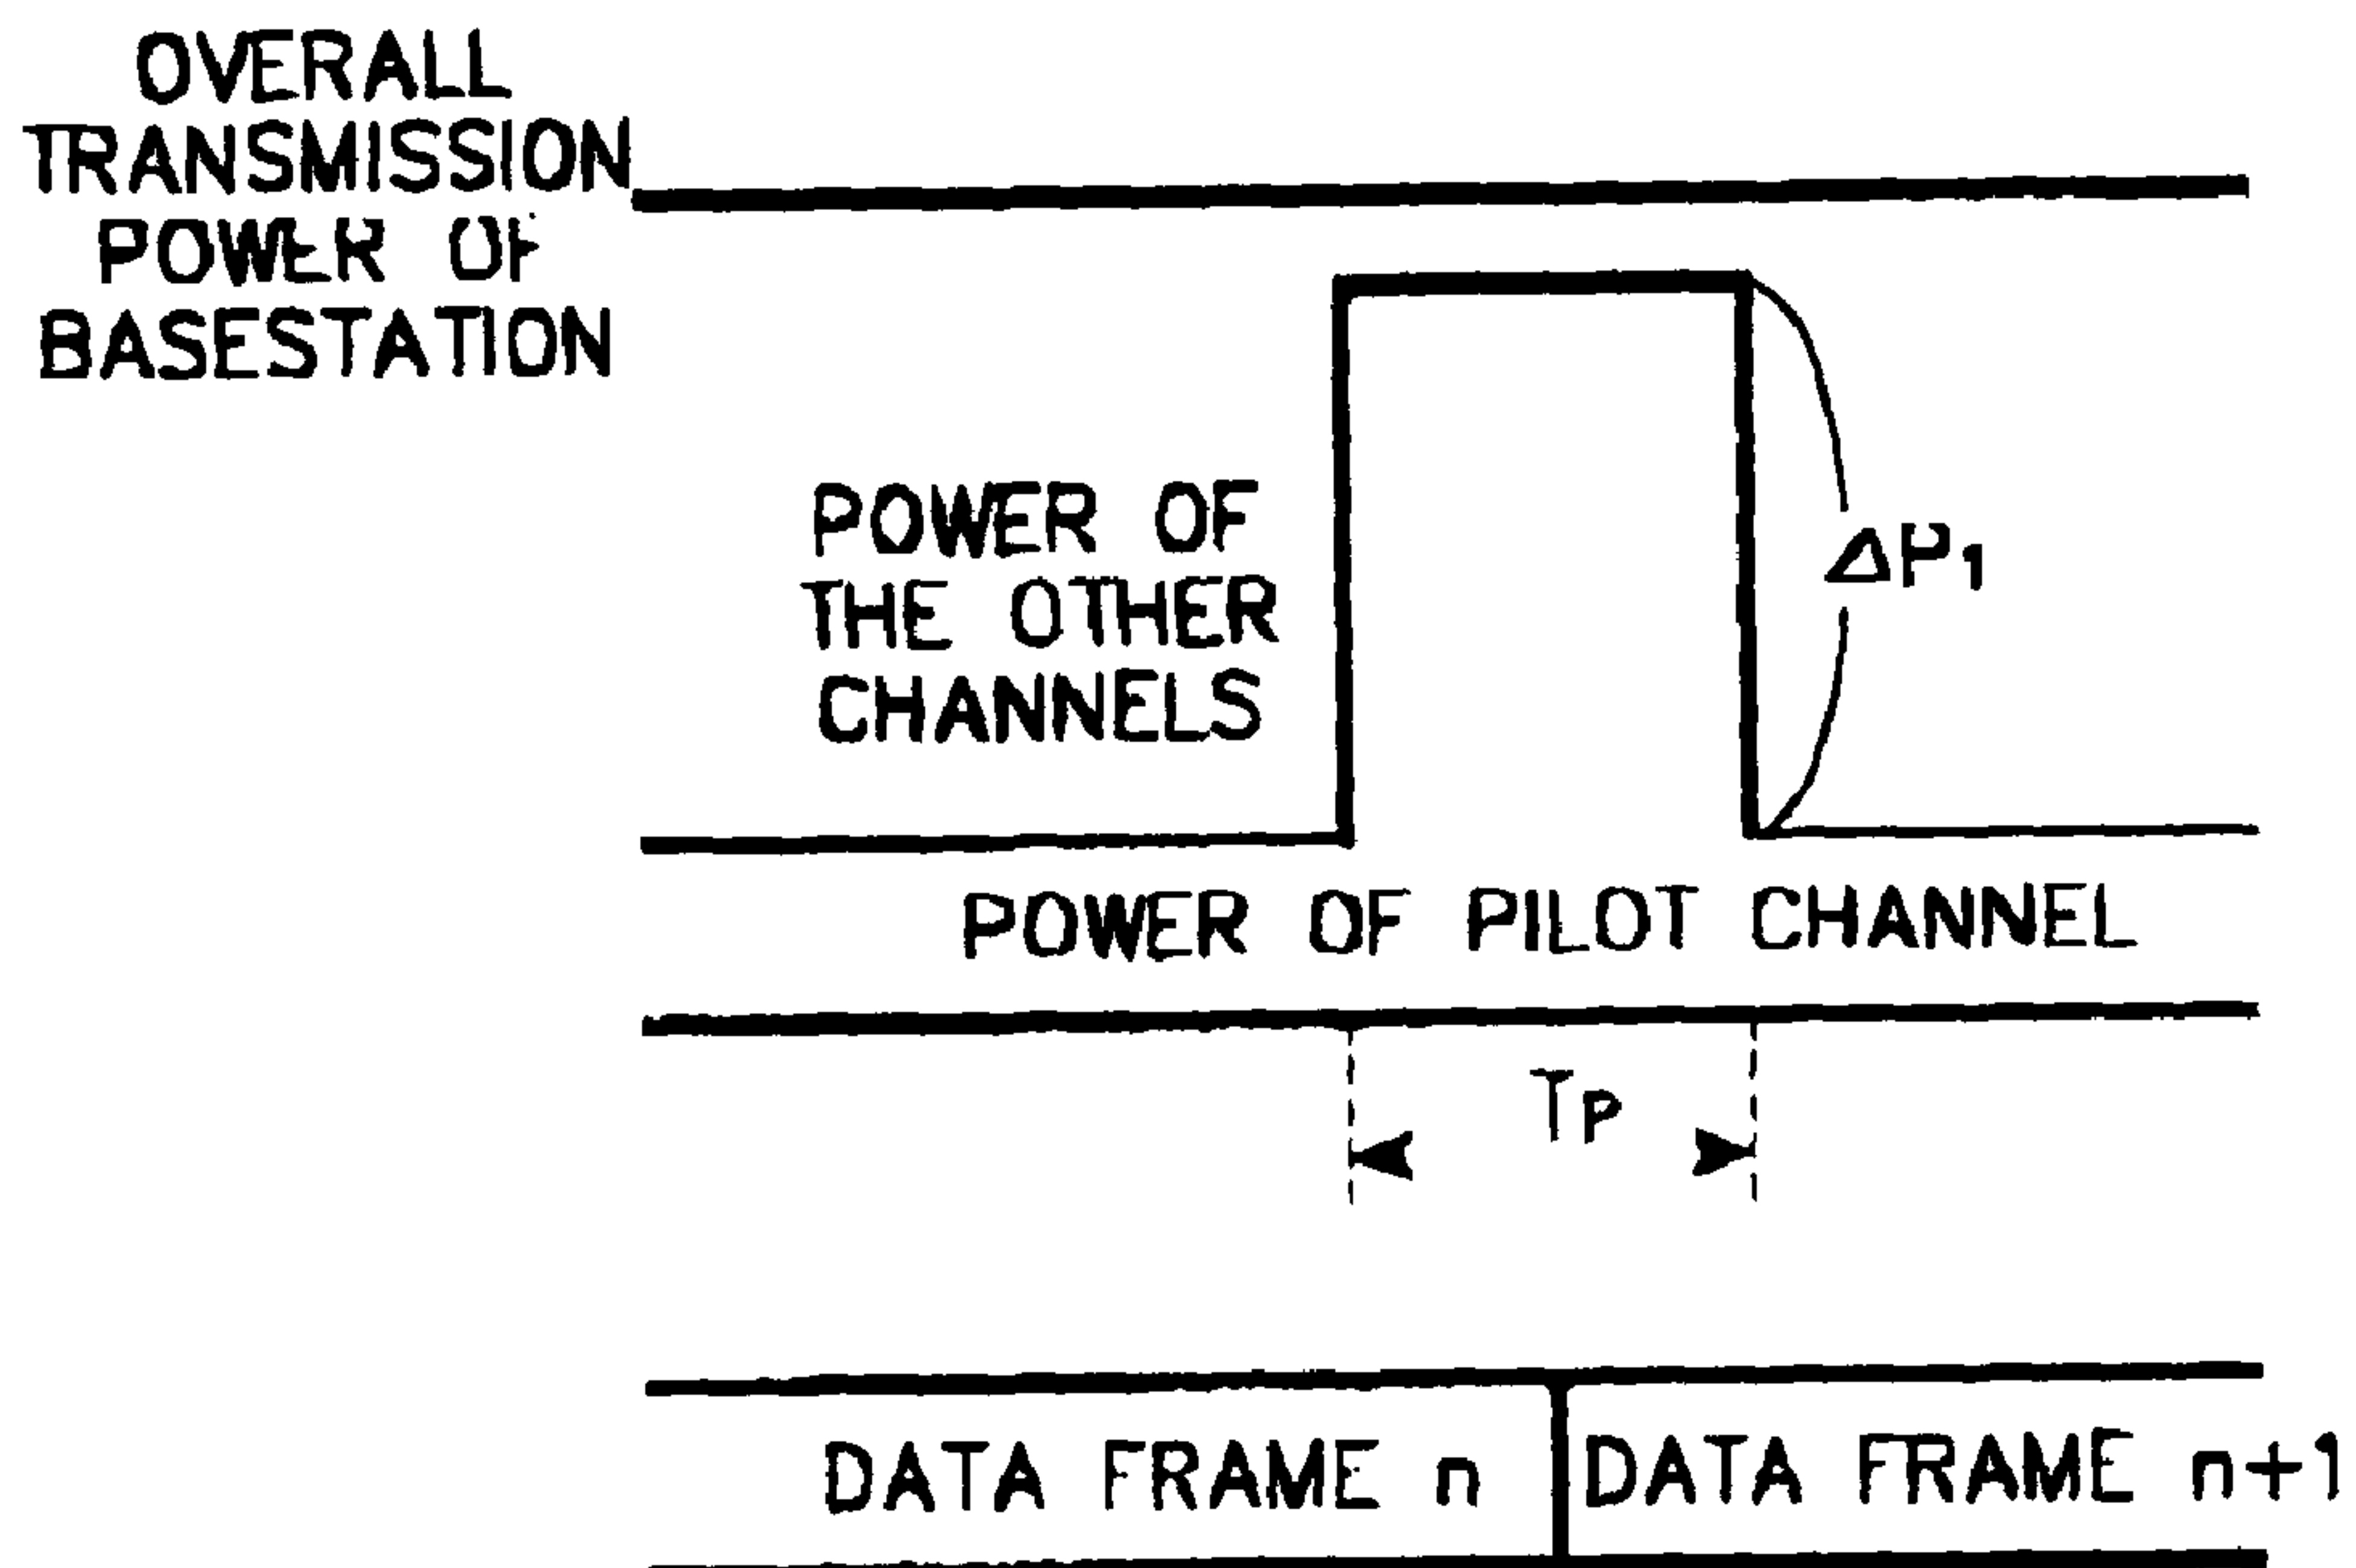 OVERALL
TRANSMISSION
POWER OF
BASESTATION
POWER OF
THE OTHER
CHANNELS
ΔP1
POWER OF PILOT CHANNEL
TP
DATA FRAME n
DATA FRAME n+1